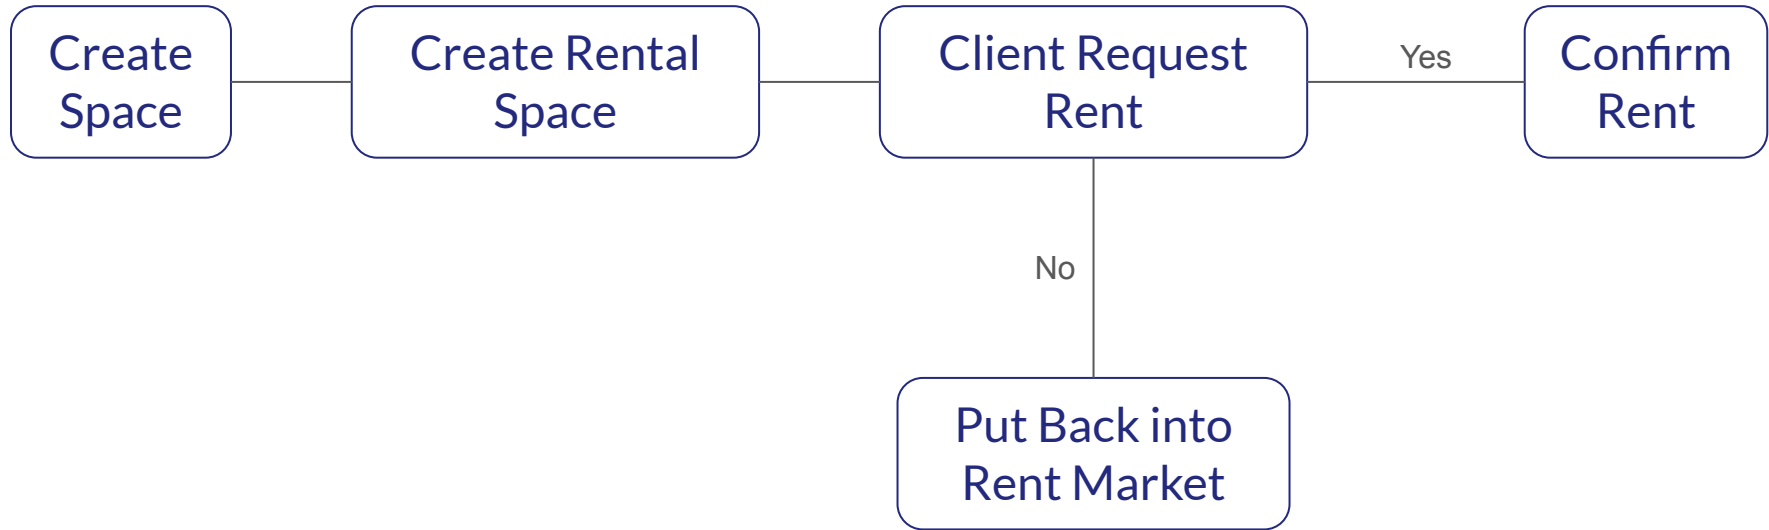 Create
Space
Create Rental
Space
Client Request
Rent
Yes
Confirm
Rent
No
Put Back into
Rent Market